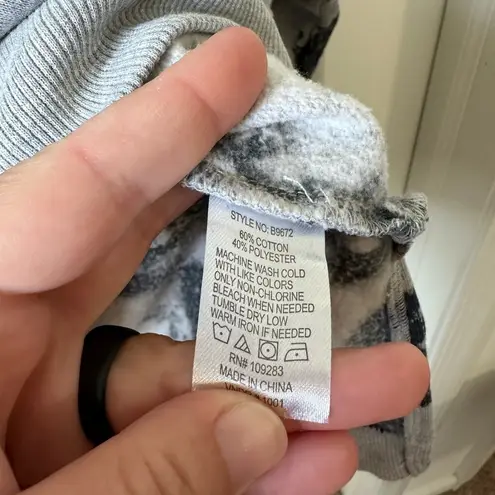 STYLE NO: B9672
60% COTTON
40% POLYESTER
MACHINE WASH COLD
WITH LIKE COLORS
ONLY NON-CHLORINE
BLEACH WHEN NEEDED
TUMBLE DRY LOW
WARM IRON IF NEEDED
RN# 109283
MADE IN CHINA
1001